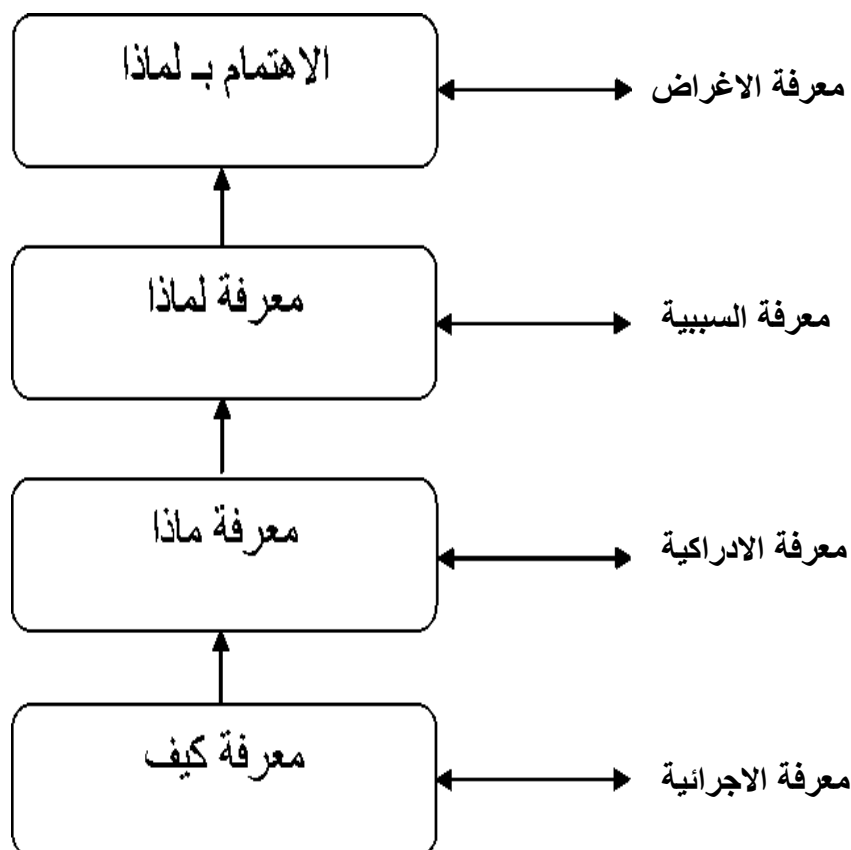 الاهتمام بـ لماذا
معرفة الاغراض
معرفة لماذا
معرفة السببية
معرفة ماذا
معرفة الادراكية
معرفة كيف
معرفة الاجرائية